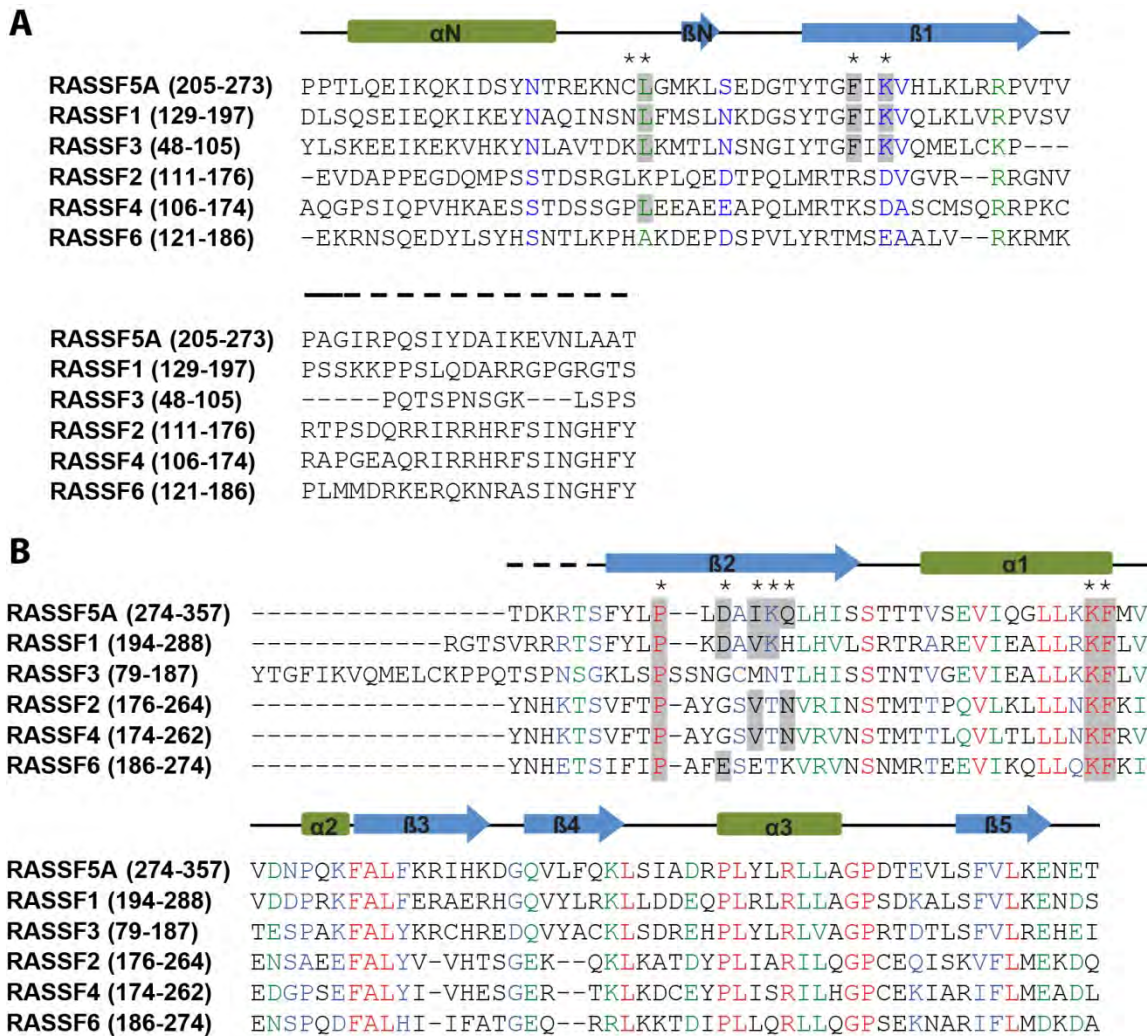 A
αN ßN ß1
** * *
RASSF5A (205-273) PPTLQEIKQKIDSYNTREKNCLGMKLSEDGTYTGFIKVHLKLRRPVTV
RASSF1 (129-197) DLSQSEIEQKIKEYNAQINSNLFMSLNKDGSYTGFIKVQLKLVRPVSV
RASSF3 (48-105) YLSKEEIKEKVHKYNLAVTDKLKMTLNSNGIYTGFIKVQMELCKP---
RASSF2 (111-176) -EVDAPPEGDQMPSSTDSRGLKPLQEDTPQLMRTRSDVGVR--RRGNV
RASSF4 (106-174) AQGPSIQPVHKAESSTDSSGPLEEAEEAPQLMRTKSDASCMSQRRPKC
RASSF6 (121-186) -EKRNSQEDYLSYHSNTLKPHAKDEPDSPVLYRTMSEAALV--RKRMK
RASSF5A (205-273) PAGIRPQSIYDAIKEVNLAAT
RASSF1 (129-197) PSSKKPPSLQDARRGPGRGTS
RASSF3 (48-105) -----PQTSPNSGK---LSPS
RASSF2 (111-176) RTPSDQRRIRRHRFSINGHFY
RASSF4 (106-174) RAPGEAQRIRRHRFSINGHFY
RASSF6 (121-186) PLMMDRKERQKNRASINGHFY
B
ß2 α1
* * *** **
RASSF5A (274-357) ----------------TDKRTSFYLP--LDAIKQLHISSTTTVSEVIQGLLKKFMV
RASSF1 (194-288) ------------RGTSVRRRTSFYLP--KDAVKHLHVLSRTRAREVIEALLRKFLV
RASSF3 (79-187) YTGFIKVQMELCKPPQTSPNSGKLSPSSNGCMNTLHISSTNTVGEVIEALLKKFLV
RASSF2 (176-264) ----------------YNHKTSVFTP-AYGSVTNVRINSTMTTPQVLKLLLNKFKI
RASSF4 (174-262) ----------------YNHKTSVFTP-AYGSVTNVRVNSTMTTLQVLTLLLNKFRV
RASSF6 (186-274) ----------------YNHETSIFIP-AFESETKVRVNSNMRTEEVIKQLLQKFKI
α2 ß3 ß4 α3 ß5
RASSF5A (274-357) VDNPQKFALFKRIHKDGQVLFQKLSIADRPLYLRLLAGPDTEVLSFVLKENET
RASSF1 (194-288) VDDPRKFALFERAERHGQVYLRKLLDDEQPLRLRLLAGPSDKALSFVLKENDS
RASSF3 (79-187) TESPAKFALYKRCHREDQVYACKLSDREHPLYLRLVAGPRTDTLSFVLREHEI
RASSF2 (176-264) ENSAEEFALYV-VHTSGEK--QKLKATDYPLIARILQGPCEQISKVFLMEKDQ
RASSF4 (174-262) EDGPSEFALYI-VHESGER--TKLKDCEYPLISRILHGPCEKIARIFLMEADL
RASSF6 (186-274) ENSPQDFALHI-IFATGEQ--RRLKKTDIPLLQRLLQGPSEKNARIFLMDKDA